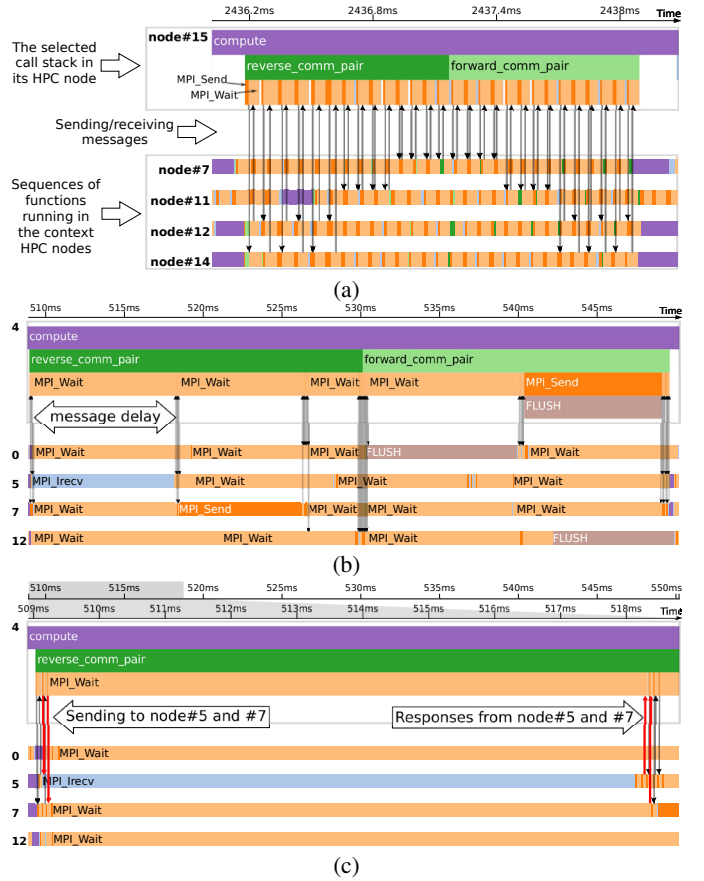 2436.2ms 2436.8ms 2437.4ms 2438ms Time
The selected
call stack in
its HPC node
node#15
compute
reverse_comm_pair forward_comm_pair
MPI_Send
MPI_Wait
Sending/receiving
messages
Sequences of
functions
running in
the context
HPC nodes
node#7
node#11
node#12
node#14
(a)
510ms 515ms 520ms 525ms 530ms 535ms 540ms 545ms Time
4
compute
reverse_comm_pair forward_comm_pair
MPI_Wait MPI_Wait MPI_Wait MPI_Wait MPI_Send
FLUSH
message delay
0 MPI_Wait MPI_Wait MPI_Wait FLUSH MPI_Wait
5 MPI_Irecv MPI_Wait MPI_Wait MPI_Wait
7 MPI_Wait MPI_Send MPI_Wait MPI_Wait MPI_Wait
12 MPI_Wait MPI_Wait MPI_Wait FLUSH
(b)
510ms 515ms 520ms 525ms 530ms 535ms 540ms 545ms 550ms
509ms 510ms 511ms 512ms 513ms 514ms 515ms 516ms 517ms 518ms Time
4
compute
reverse_comm_pair
MPI_Wait
Sending to node#5 and #7 Responses from node#5 and #7
0 MPI_Wait
5 MPI_Irecv
7 MPI_Wait
12 MPI_Wait
(c)